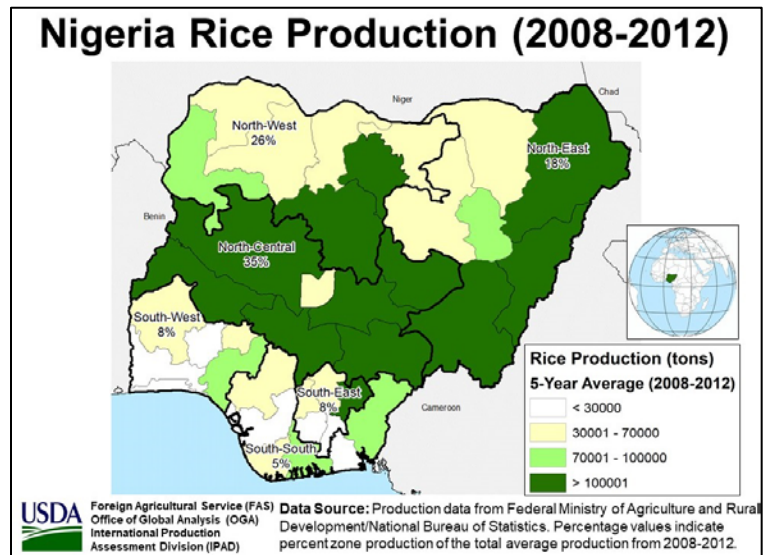 Nigeria Rice Production (2008-2012)
Niger
Chad
North-West
26%
North-East
18%
Benin
North-Central
35%
South-West
8%
South-East
8%
Cameroon
South-South
5%
Rice Production (tons)
5-Year Average (2008-2012)
< 30000
30001 - 70000
70001 - 100000
> 100001
USDA
Foreign Agricultural Service (FAS)
Office of Global Analysis (OGA)
International Production
Assessment Division (IPAD)
Data Source: Production data from Federal Ministry of Agriculture and Rural
Development/National Bureau of Statistics. Percentage values indicate
percent zone production of the total average production from 2008-2012.